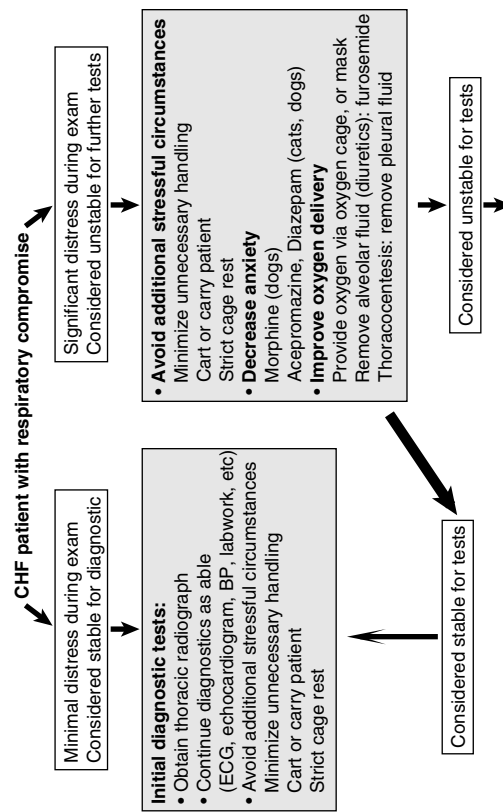 CHF patient with respiratory compromise
Minimal distress during exam
Considered stable for diagnostic
Initial diagnostic tests:
• Obtain thoracic radiograph
• Continue diagnostics as able
(ECG, echocardiogram, BP, labwork, etc)
• Avoid additional stressful circumstances
Minimize unnecessary handling
Cart or carry patient
Strict cage rest
Significant distress during exam
Considered unstable for further tests
• Avoid additional stressful circumstances
Minimize unnecessary handling
Cart or carry patient
Strict cage rest
• Decrease anxiety
Morphine (dogs)
Acepromazine, Diazepam (cats, dogs)
• Improve oxygen delivery
Provide oxygen via oxygen cage, or mask
Remove alveolar fluid (diuretics): furosemide
Thoracocentesis: remove pleural fluid
Considered stable for tests
Considered unstable for tests